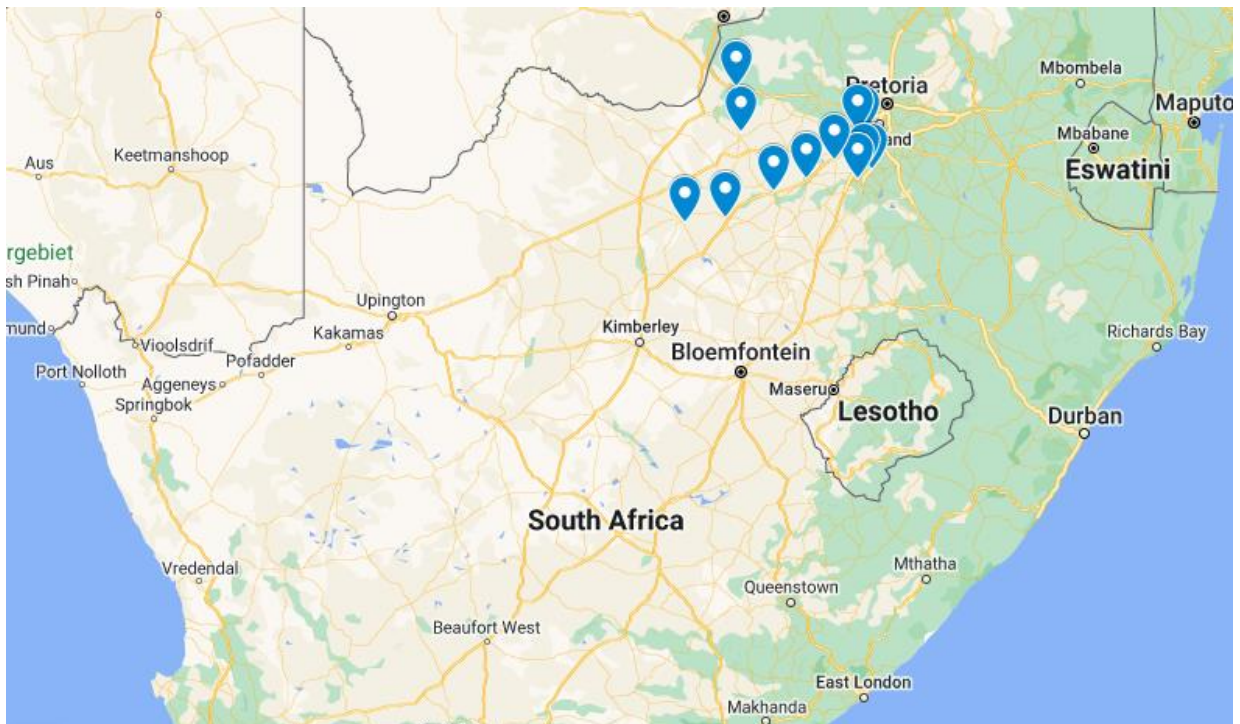 Pretoria
Mbombela
Maputo
Mbabane
Eswatini
Aus
Keetmanshoop
Upington
Kakamas
Vioolsdrif
Pofadder
Port Nolloth
Aggeneys
Springbok
Kimberley
Bloemfontein
Maseru
Lesotho
Richards Bay
Durban
South Africa
Vredendal
Mthatha
Queenstown
Beaufort West
East London
Makhanda
rgebiet
sh Pinah
mund
and